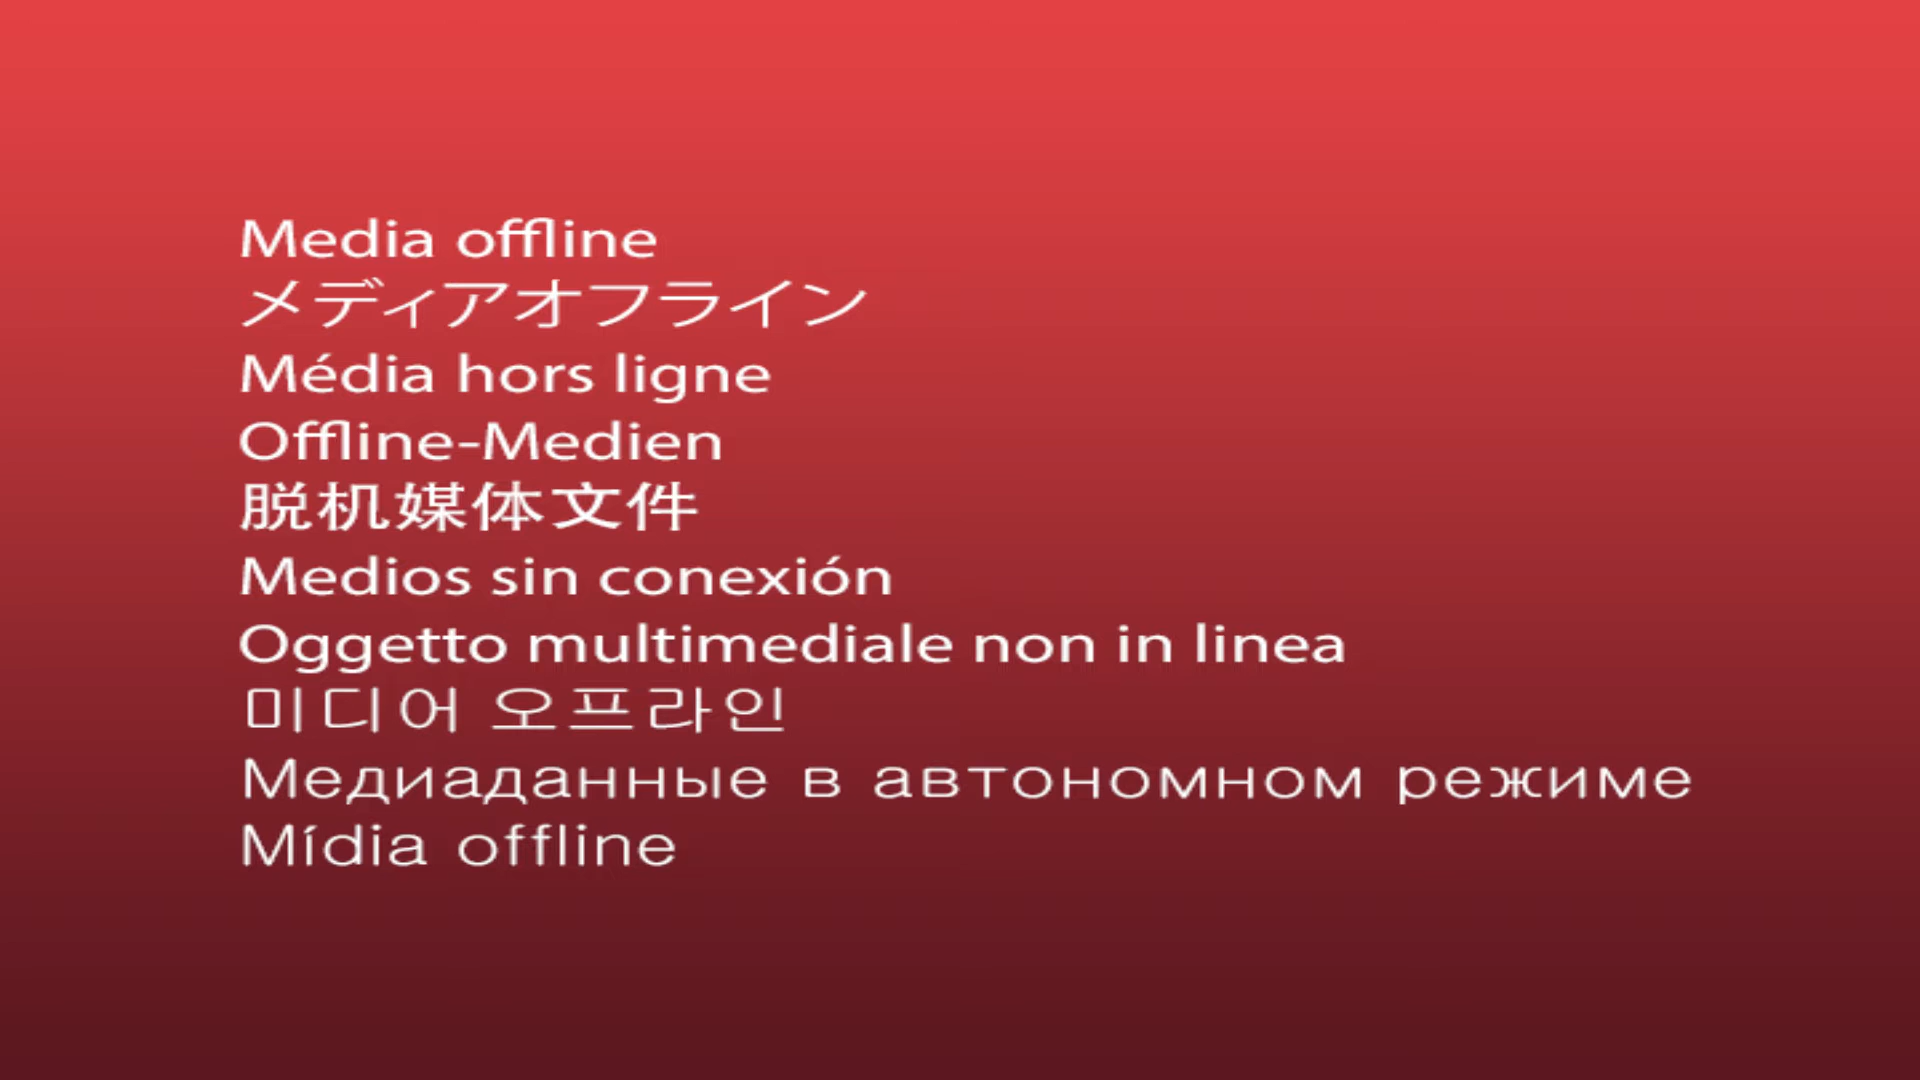 Media offline
メディアオフライン
Média hors ligne
Offline-Medien
脱机媒体文件
Medios sin conexión
Oggetto multimediale non in linea
미디어 오프라인
Медиаданные в автономном режиме
Mídia offline